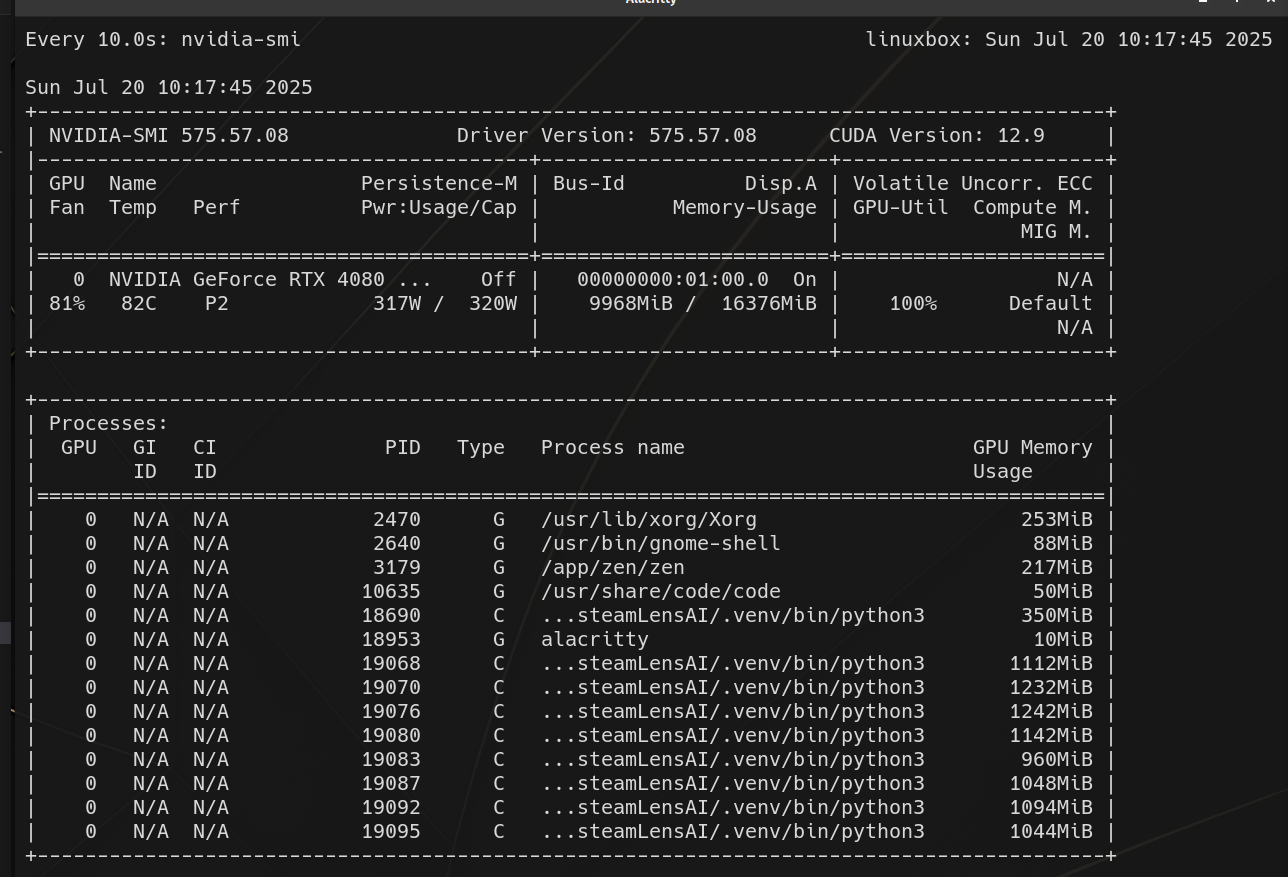 Alacritty
Every 10.0s: nvidia-smi                                               linuxbox: Sun Jul 20 10:17:45 2025
Sun Jul 20 10:17:45 2025
+-----------------------------------------------------------------------------------------+
| NVIDIA-SMI 575.57.08              Driver Version: 575.57.08      CUDA Version: 12.9     |
|-----------------------------------------+------------------------+----------------------+
| GPU  Name                 Persistence-M | Bus-Id          Disp.A | Volatile Uncorr. ECC |
| Fan  Temp   Perf          Pwr:Usage/Cap |           Memory-Usage | GPU-Util  Compute M. |
|                                         |                        |               MIG M. |
|=========================================+========================+======================|
|   0  NVIDIA GeForce RTX 4080 ...    Off |   00000000:01:00.0  On |                  N/A |
| 81%   82C    P2            317W /  320W |    9968MiB /  16376MiB |    100%      Default |
|                                         |                        |                  N/A |
+-----------------------------------------+------------------------+----------------------+
+-----------------------------------------------------------------------------------------+
| Processes:                                                                              |
|  GPU   GI   CI              PID   Type   Process name                        GPU Memory |
|        ID   ID                                                               Usage      |
|=========================================================================================|
|    0   N/A  N/A            2470      G   /usr/lib/xorg/Xorg                      253MiB |
|    0   N/A  N/A            2640      G   /usr/bin/gnome-shell                     88MiB |
|    0   N/A  N/A            3179      G   /app/zen/zen                            217MiB |
|    0   N/A  N/A           10635      G   /usr/share/code/code                     50MiB |
|    0   N/A  N/A           18690      C   ...steamLensAI/.venv/bin/python3        350MiB |
|    0   N/A  N/A           18953      G   alacritty                                10MiB |
|    0   N/A  N/A           19068      C   ...steamLensAI/.venv/bin/python3       1112MiB |
|    0   N/A  N/A           19070      C   ...steamLensAI/.venv/bin/python3       1232MiB |
|    0   N/A  N/A           19076      C   ...steamLensAI/.venv/bin/python3       1242MiB |
|    0   N/A  N/A           19080      C   ...steamLensAI/.venv/bin/python3       1142MiB |
|    0   N/A  N/A           19083      C   ...steamLensAI/.venv/bin/python3        960MiB |
|    0   N/A  N/A           19087      C   ...steamLensAI/.venv/bin/python3       1048MiB |
|    0   N/A  N/A           19092      C   ...steamLensAI/.venv/bin/python3       1094MiB |
|    0   N/A  N/A           19095      C   ...steamLensAI/.venv/bin/python3       1044MiB |
+-----------------------------------------------------------------------------------------+